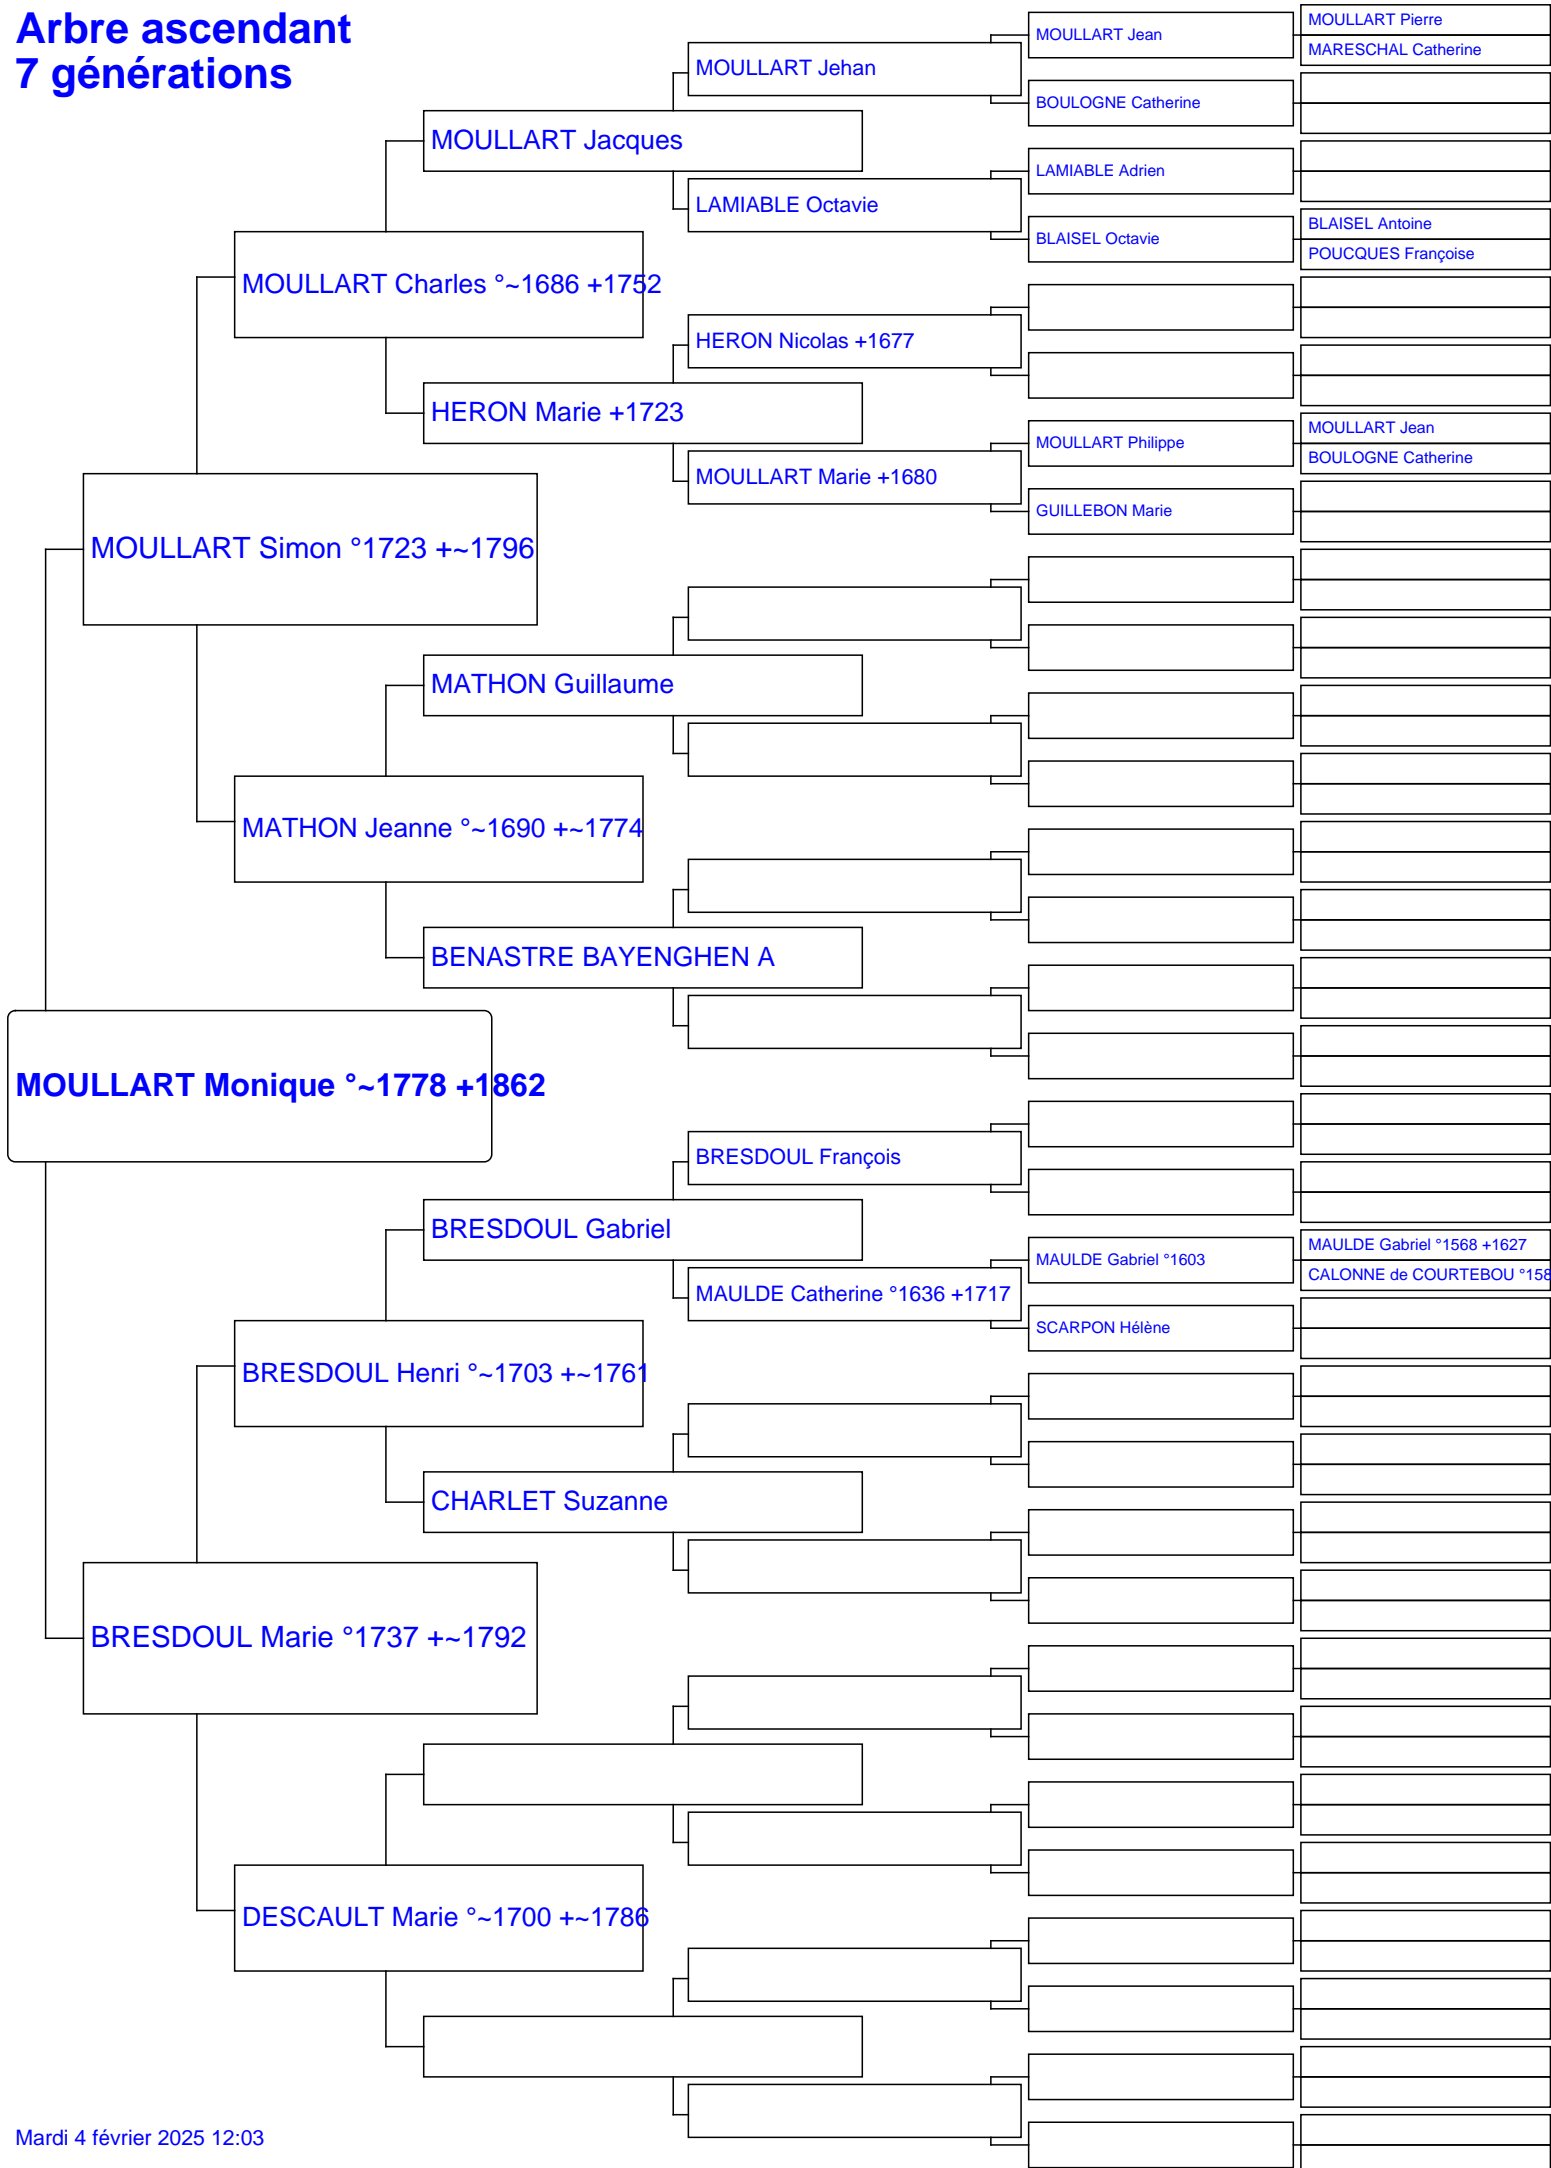 Arbre ascendant
7 générations
MOULLART Pierre
MOULLART Jean
MARESCHAL Catherine
MOULLART Jehan
BOULOGNE Catherine
MOULLART Jacques
LAMIABLE Adrien
LAMIABLE Octavie
BLAISEL Antoine
BLAISEL Octavie
POUCQUES Françoise
MOULLART Charles °~1686 +1752
HERON Nicolas +1677
HERON Marie +1723
MOULLART Jean
MOULLART Philippe
BOULOGNE Catherine
MOULLART Marie +1680
GUILLEBON Marie
MOULLART Simon °1723 +~1796
MATHON Guillaume
MATHON Jeanne °~1690 +~1774
BENASTRE BAYENGHEN A
MOULLART Monique °~1778 +1862
BRESDOUL François
BRESDOUL Gabriel
MAULDE Gabriel °1568 +1627
MAULDE Gabriel °1603
CALONNE de COURTEBOU °158
MAULDE Catherine °1636 +1717
SCARPON Hélène
BRESDOUL Henri °~1703 +~1761
CHARLET Suzanne
BRESDOUL Marie °1737 +~1792
DESCAULT Marie °~1700 +~1786
Mardi 4 février 2025 12:03